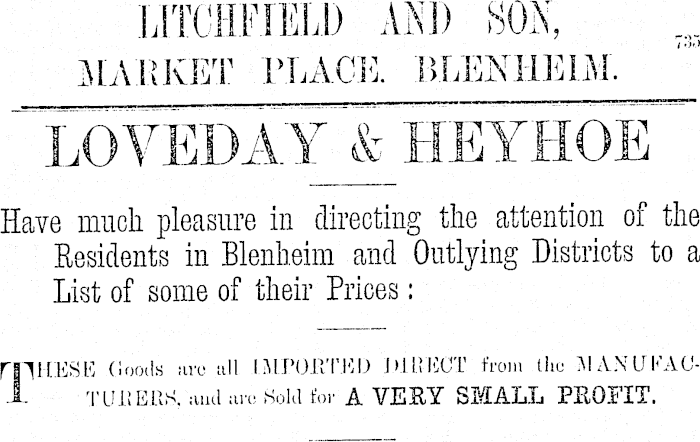 LITCHFIELD AND SON,
735
MARKET PLACE. BLENHEIM.
LOVEDAY & HEYHOE
Have much pleasure in directing the attention of the
Residents in Blenheim and Outlying Districts to a
List of some of their Prices :
THESE Goods are all IMPORTED DIRECT from the MANUFAC-
TURERS, and are Sold for A VERY SMALL PROFIT.